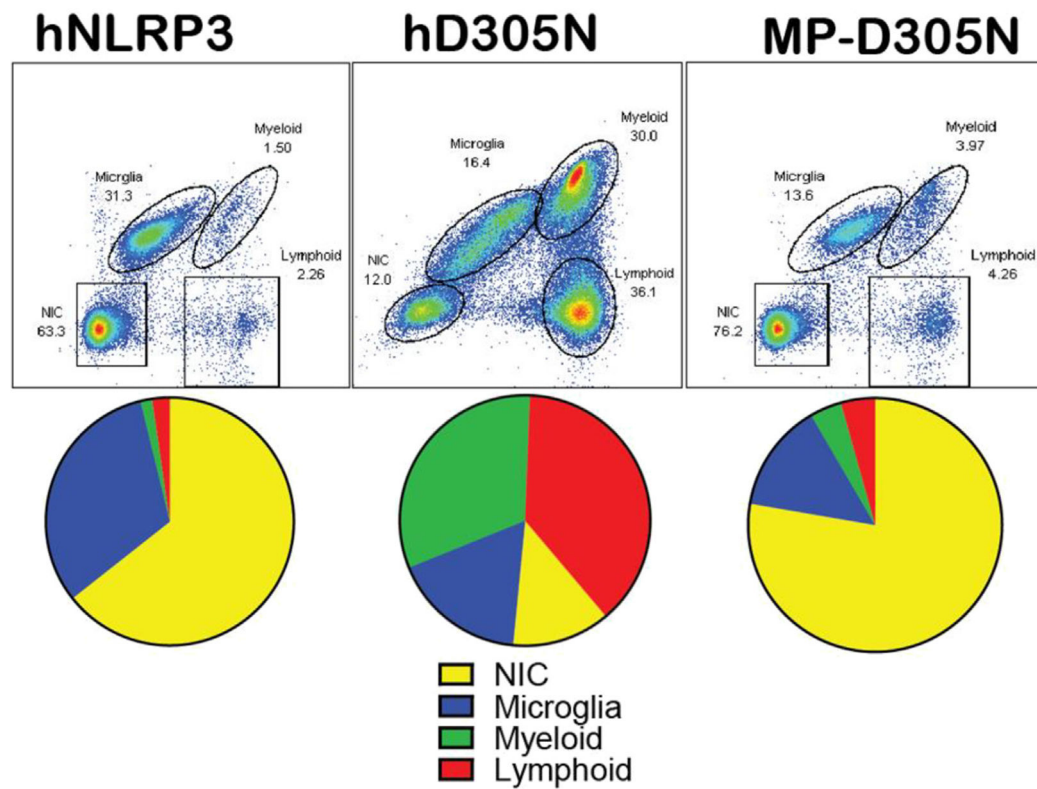 hNLRP3
hD305N
MP-D305N
Myeloid
1.50
Micrglia
31.3
Lymphoid
2.26
NIC
63.3
Myeloid
30.0
Microglia
16.4
NIC
12.0
Lymphoid
36.1
Myeloid
3.97
Micrglia
13.6
Lymphoid
4.26
NIC
76.2
NIC
Microglia
Myeloid
Lymphoid